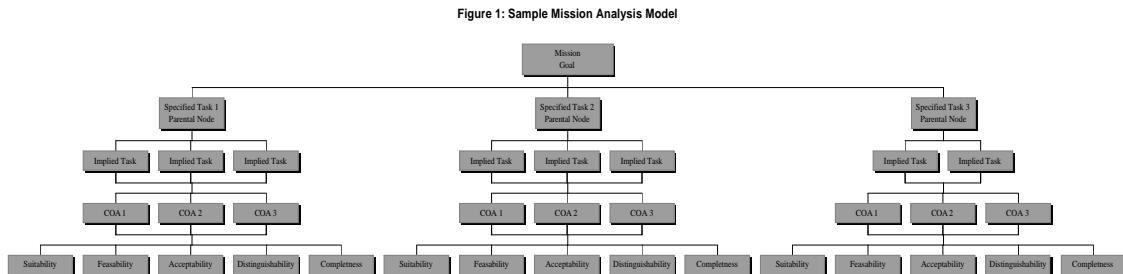 Figure 1: Sample Mission Analysis Model
Mission
Goal
Specified Task 1
Parental Node
Specified Task 2
Parental Node
Specified Task 3
Parental Node
Implied Task
Implied Task
Implied Task
Implied Task
Implied Task
Implied Task
Implied Task
Implied Task
COA 1
COA 2
COA 3
COA 1
COA 2
COA 3
COA 1
COA 2
COA 3
Suitability
Feasability
Acceptability
Distinguishability
Completness
Suitability
Feasability
Acceptability
Distinguishability
Completness
Suitability
Feasability
Acceptability
Distinguishability
Completness